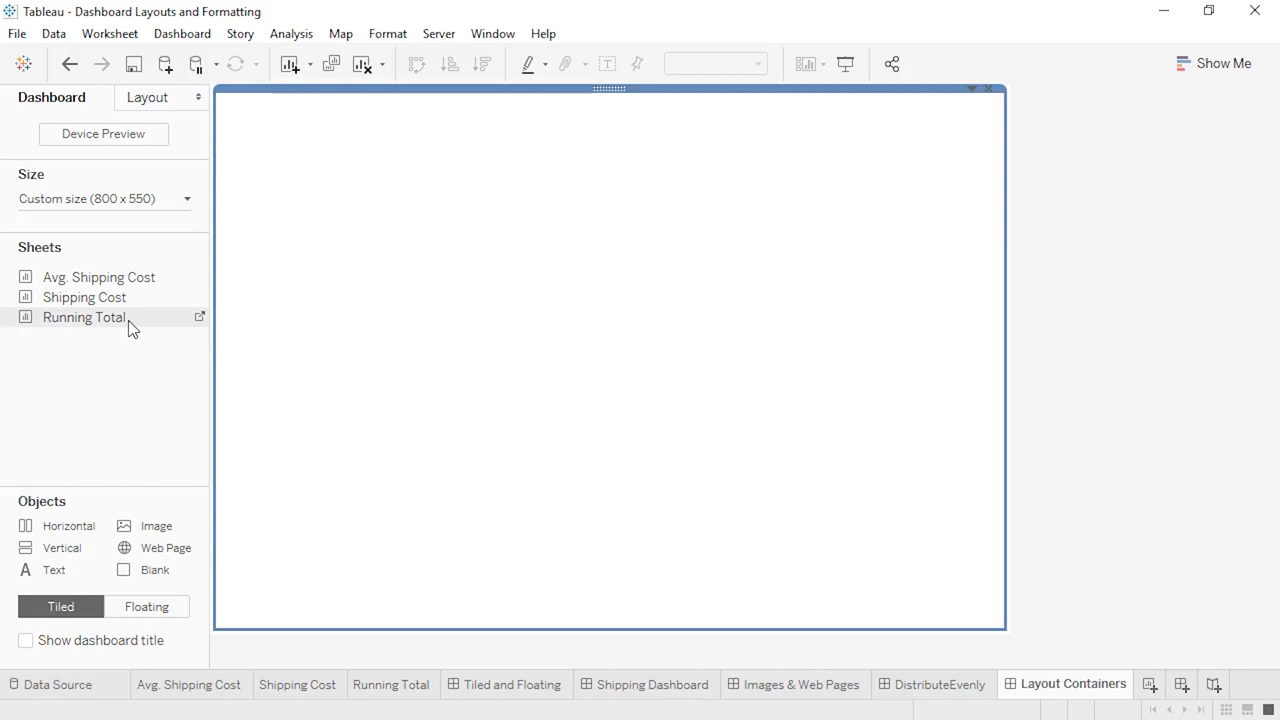 Tableau - Dashboard Layouts and Formatting
File Data Worksheet Dashboard Story Analysis Map Format Server Window Help
Show Me
Dashboard Layout
Device Preview
Size
Custom size (800 x 550)
Sheets
Avg. Shipping Cost
Shipping Cost
Running Total
Objects
Horizontal Image
Vertical Web Page
A Text Blank
Tiled Floating
Show dashboard title
Data Source Avg. Shipping Cost Shipping Cost Running Total Tiled and Floating Shipping Dashboard Images & Web Pages DistributeEvenly Layout Containers